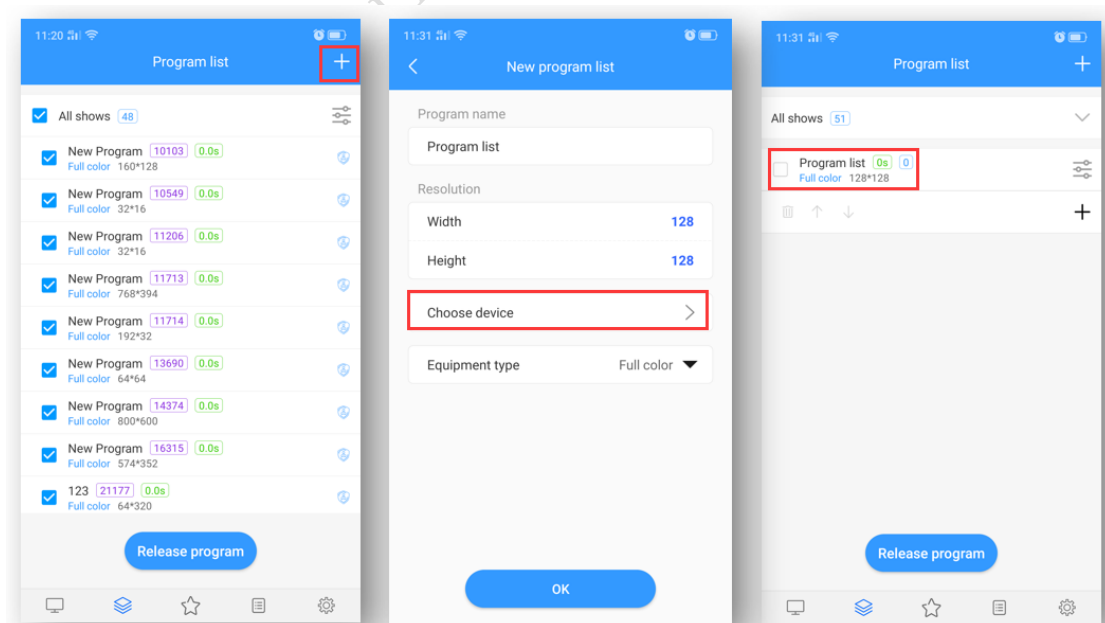 11:20
Program list
All shows 48
New Program 10103 0.0s
Full color 160*128
New Program 10549 0.0s
Full color 32*16
New Program 11206 0.0s
Full color 32*16
New Program 11713 0.0s
Full color 768*394
New Program 11714 0.0s
Full color 192*32
New Program 13690 0.0s
Full color 64*64
New Program 14374 0.0s
Full color 800*600
New Program 16315 0.0s
Full color 574*352
123 21177 0.0s
Full color 64*320
Release program
11:31
New program list
Program name
Program list
Resolution
Width 128
Height 128
Choose device
Equipment type Full color
OK
11:31
Program list
All shows 51
Program list 0s 0
Full color 128*128
Release program